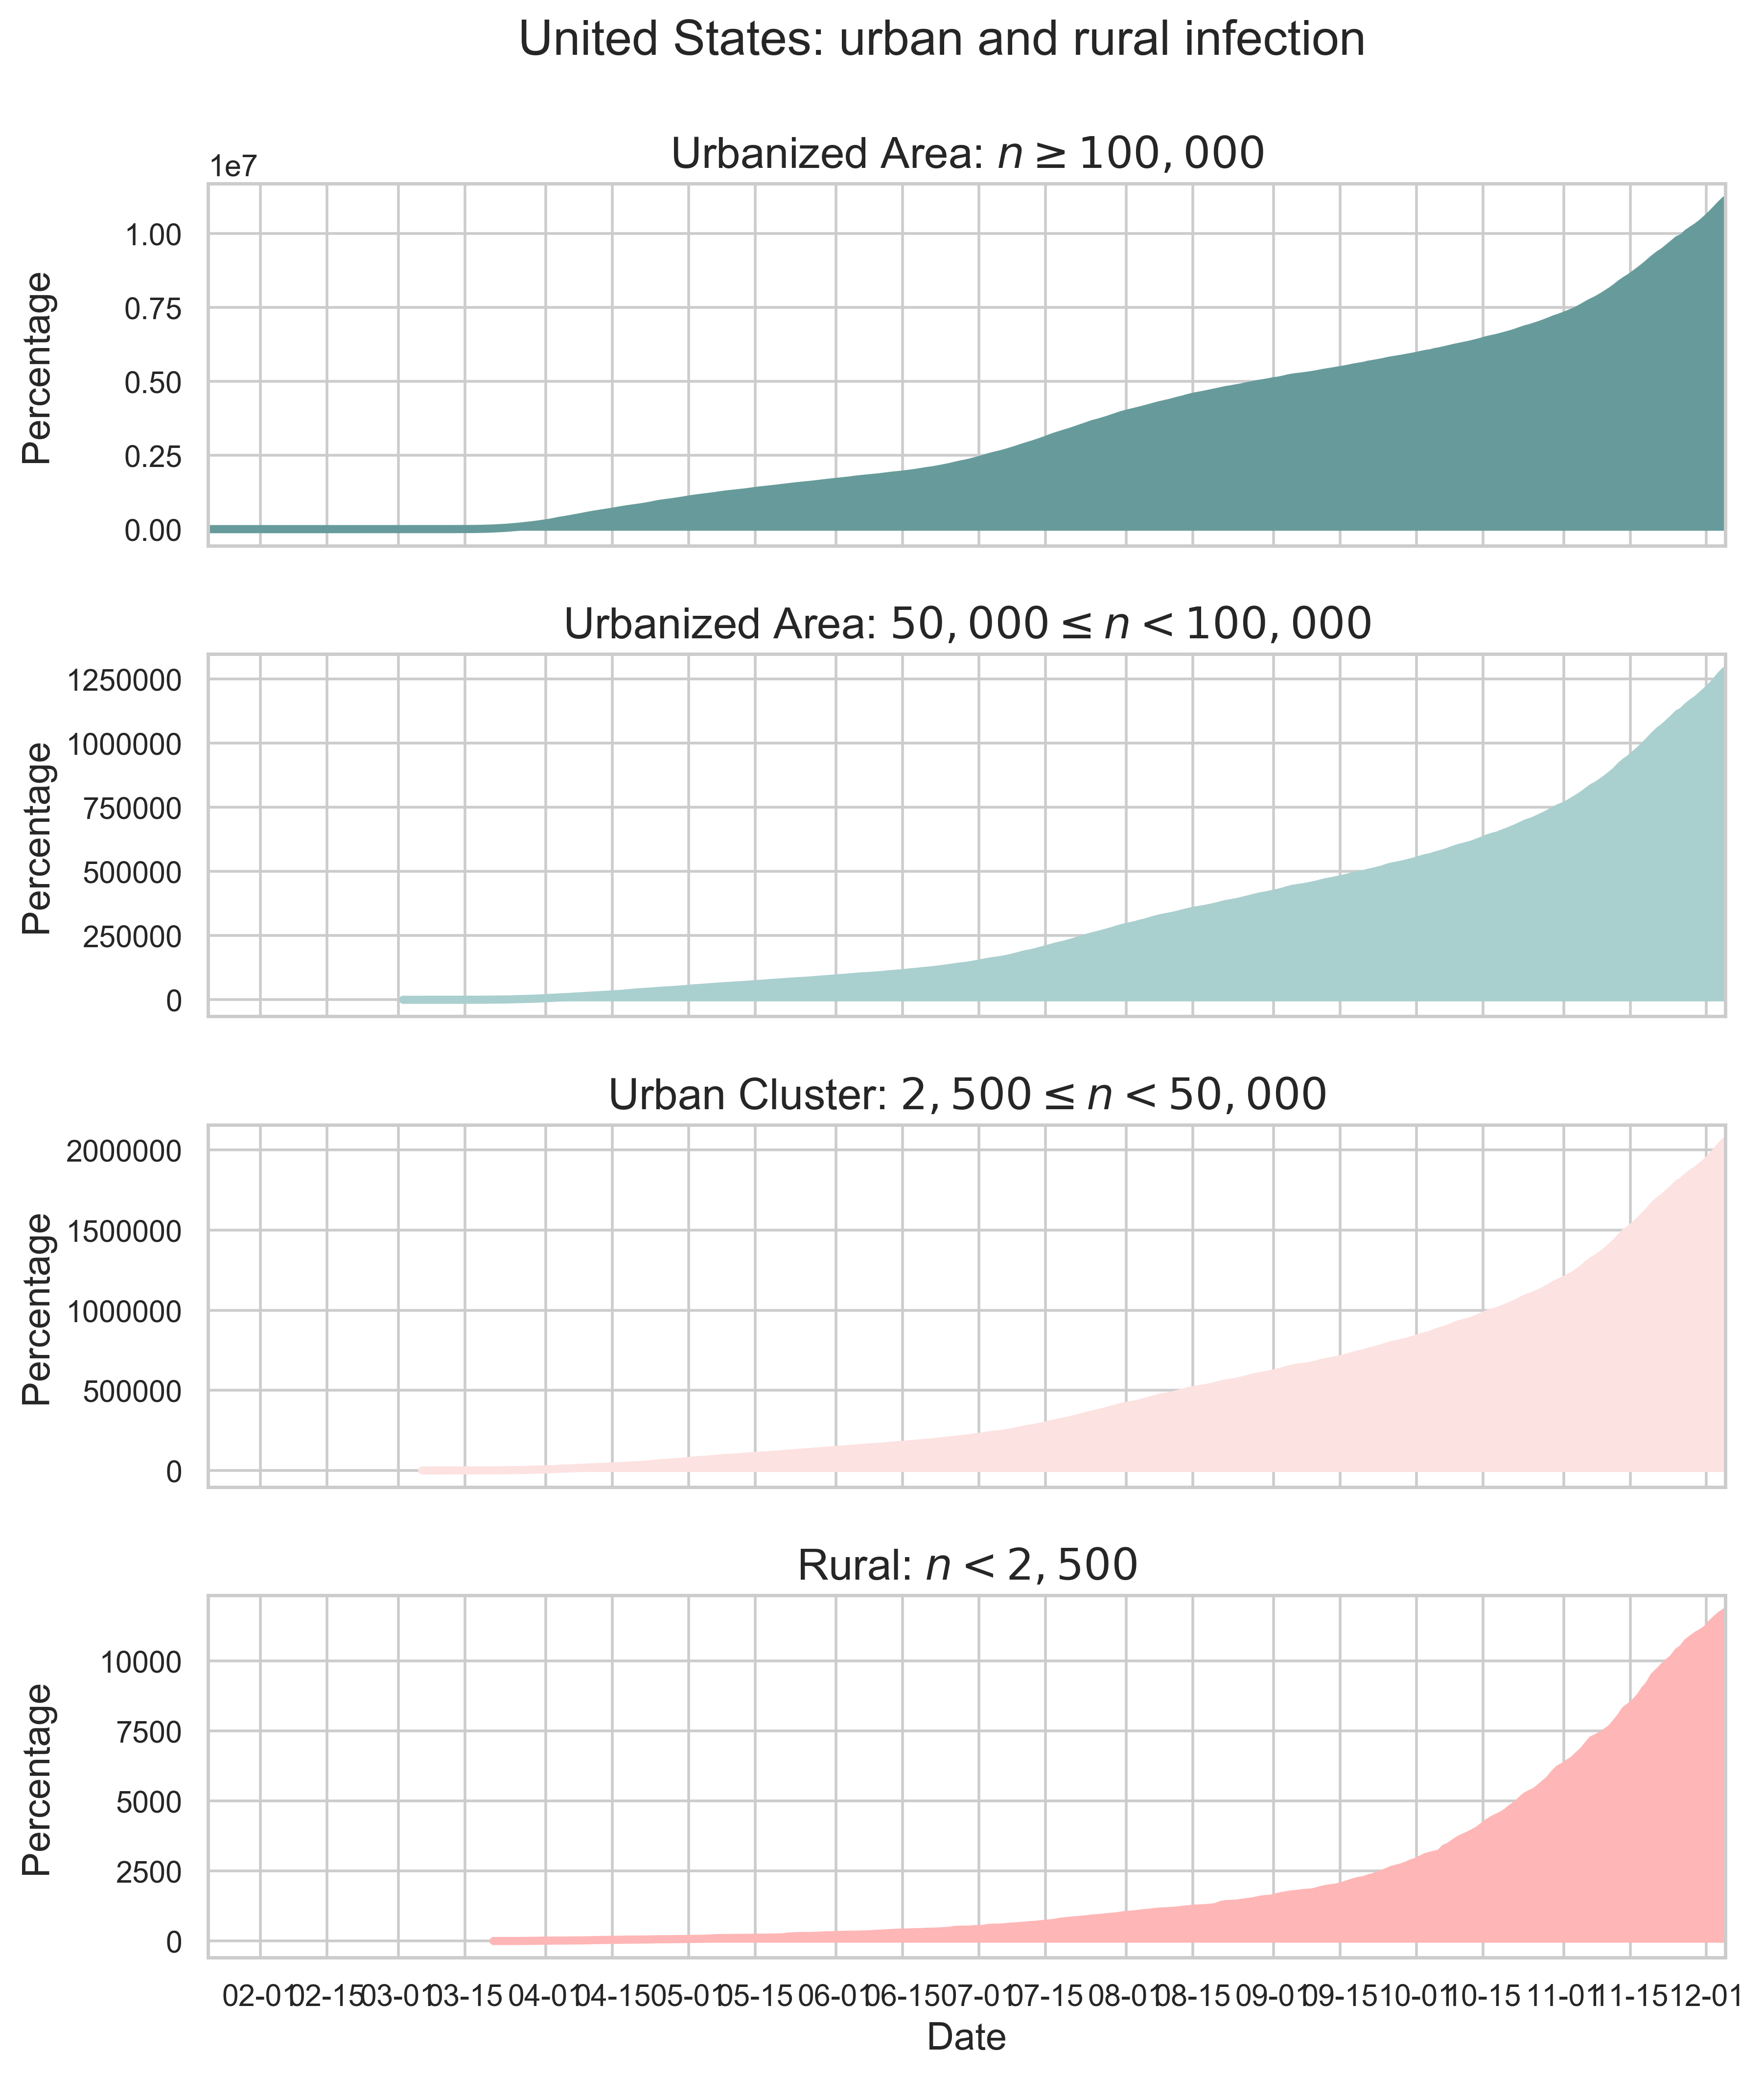 United States: urban and rural infection
Urbanized Area: n ≥ 100,000
1e7
1.00
0.75
0.50
0.25
0.00
Percentage
Urbanized Area: 50,000 ≤ n < 100,000
1250000
1000000
750000
500000
250000
0
Percentage
Urban Cluster: 2,500 ≤ n < 50,000
2000000
1500000
1000000
500000
0
Percentage
Rural: n < 2,500
10000
7500
5000
2500
0
Percentage
02-01 02-15 03-01 03-15 04-01 04-15 05-01 05-15 06-01 06-15 07-01 07-15 08-01 08-15 09-01 09-15 10-01 10-15 11-01 11-15 12-01
Date